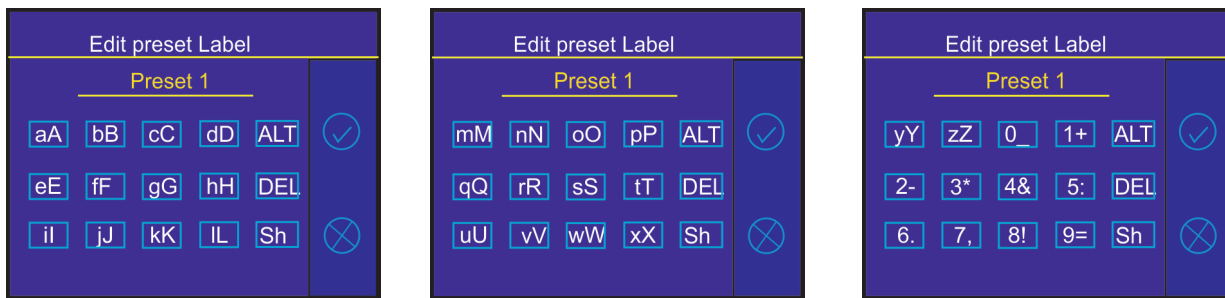 Edit preset Label
Preset 1
aA bB cC dD ALT
eE fF gG hH DEL
iI jJ kK lL Sh
Edit preset Label
Preset 1
mM nN oO pP ALT
qQ rR sS tT DEL
uU vV wW xX Sh
Edit preset Label
Preset 1
yY zZ 0_ 1+ ALT
2- 3* 4& 5: DEL
6. 7, 8! 9= Sh